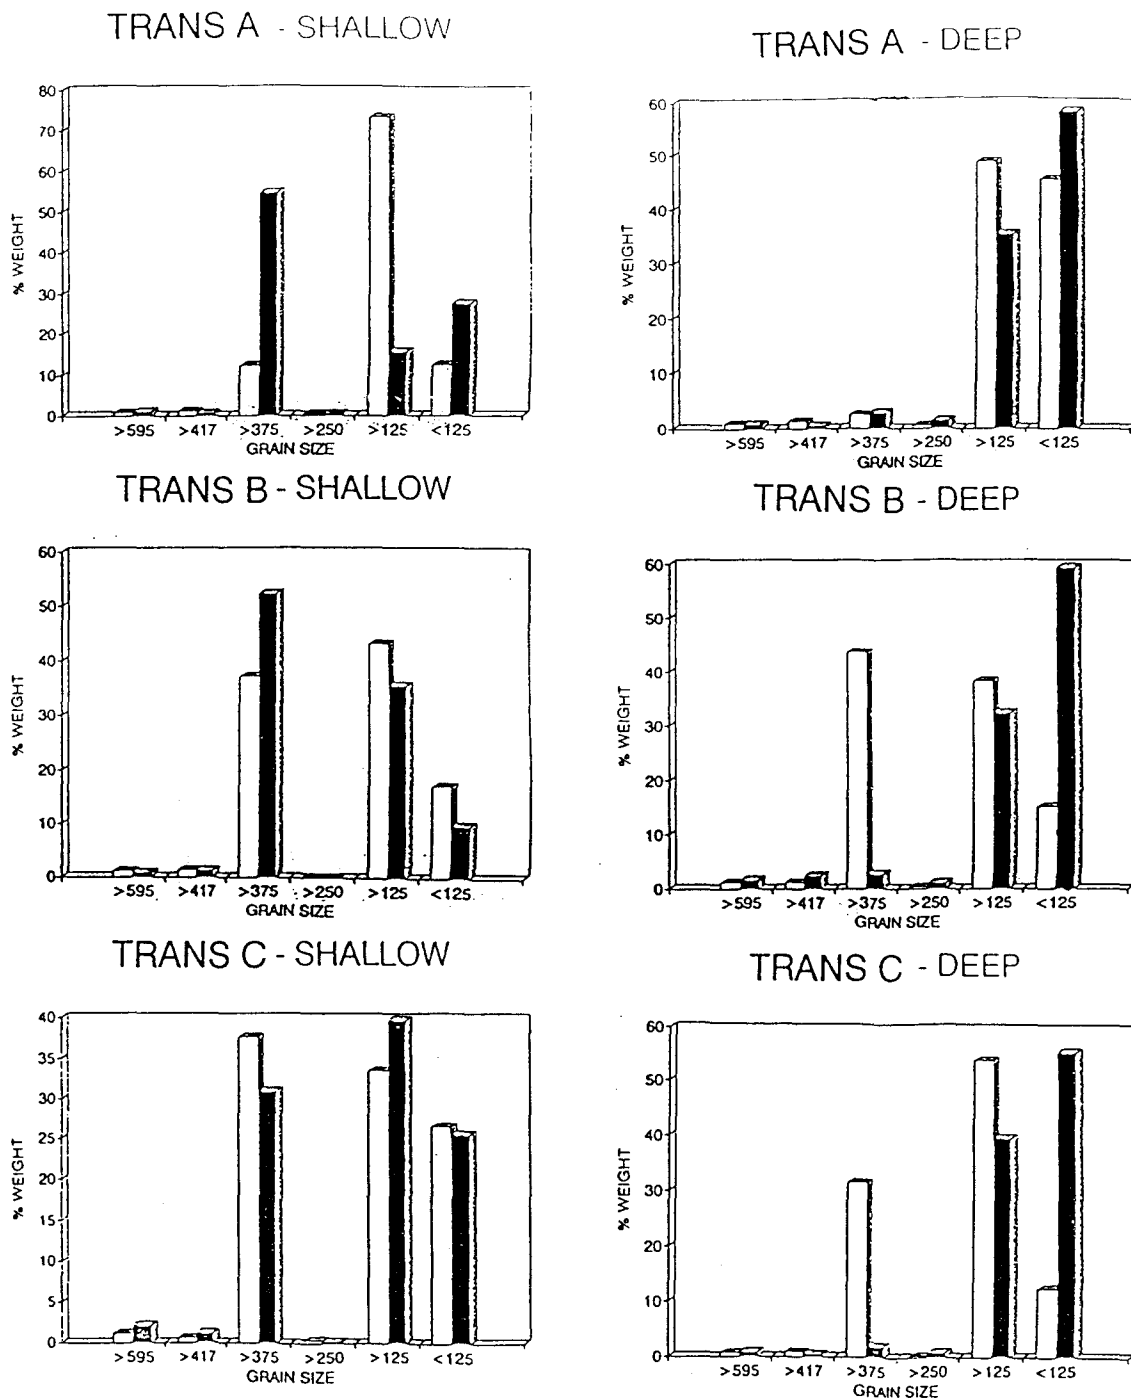 TRANS A - SHALLOW
80
70
60
50
40
30
20
10
0
% WEIGHT
>595 >417 >375 >250 >125 <125
GRAIN SIZE
TRANS A - DEEP
60
50
40
30
20
10
0
% WEIGHT
>595 >417 >375 >250 >125 <125
GRAIN SIZE
TRANS B - SHALLOW
60
50
40
30
20
10
0
% WEIGHT
>595 >417 >375 >250 >125 <125
GRAIN SIZE
TRANS B - DEEP
60
50
40
30
20
10
0
% WEIGHT
>595 >417 >375 >250 >125 <125
GRAIN SIZE
TRANS C - SHALLOW
40
35
30
25
20
15
10
5
0
% WEIGHT
>595 >417 >375 >250 >125 <125
GRAIN SIZE
TRANS C - DEEP
60
50
40
30
20
10
0
% WEIGHT
>595 >417 >375 >250 >125 <125
GRAIN SIZE